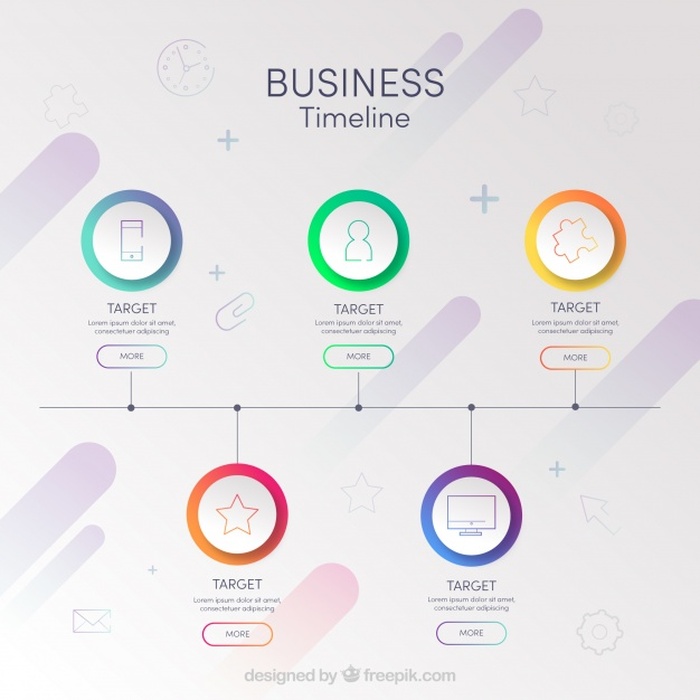 BUSINESS
Timeline
TARGET
Lorem ipsum dolor sit amet,
consectetuer adipiscing
MORE
TARGET
Lorem ipsum dolor sit amet,
consectetuer adipiscing
MORE
TARGET
Lorem ipsum dolor sit amet,
consectetuer adipiscing
MORE
TARGET
Lorem ipsum dolor sit amet,
consectetuer adipiscing
MORE
TARGET
Lorem ipsum dolor sit amet,
consectetuer adipiscing
MORE
designed by freepik.com